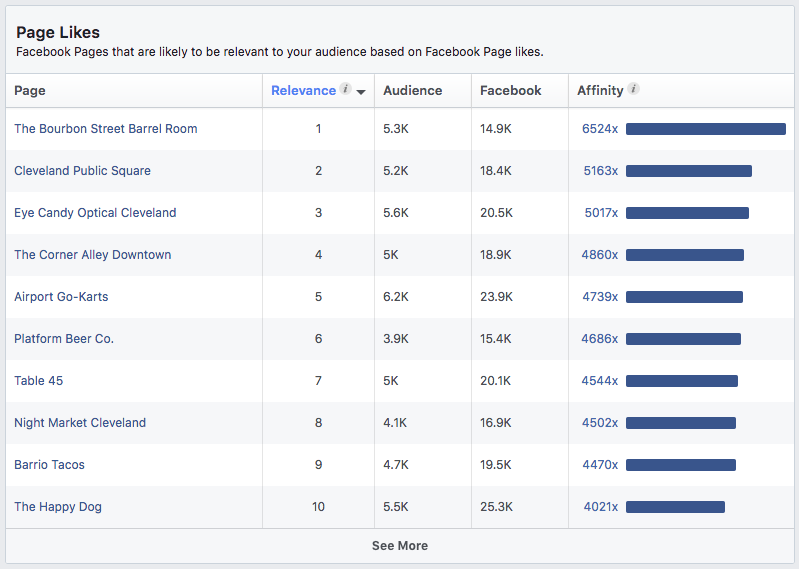 Page Likes
Facebook Pages that are likely to be relevant to your audience based on Facebook Page likes.
Page Relevance i Audience Facebook Affinity i
The Bourbon Street Barrel Room 1 5.3K 14.9K 6524x
Cleveland Public Square 2 5.2K 18.4K 5163x
Eye Candy Optical Cleveland 3 5.6K 20.5K 5017x
The Corner Alley Downtown 4 5K 18.9K 4860x
Airport Go-Karts 5 6.2K 23.9K 4739x
Platform Beer Co. 6 3.9K 15.4K 4686x
Table 45 7 5K 20.1K 4544x
Night Market Cleveland 8 4.1K 16.9K 4502x
Barrio Tacos 9 4.7K 19.5K 4470x
The Happy Dog 10 5.5K 25.3K 4021x
See More